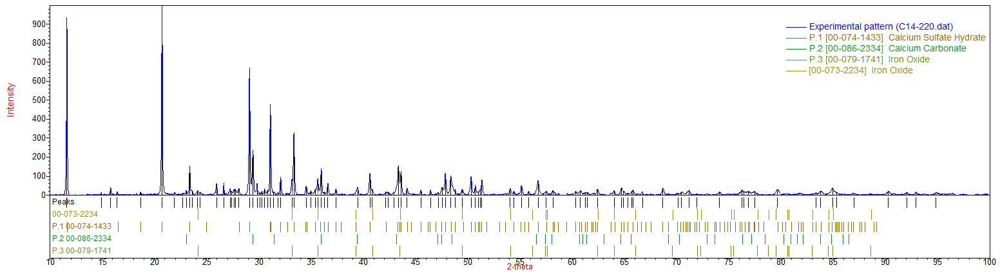 Intensity
900
800
700
600
500
400
300
200
100
0
Experimental pattern (C14-220.dat)
P.1 [00-074-1433] Calcium Sulfate Hydrate
P.2 [00-086-2334] Calcium Carbonate
P.3 [00-079-1741] Iron Oxide
[00-073-2234] Iron Oxide
Peaks
00-073-2234
P.1 00-074-1433
P.2 00-086-2334
P.3 00-079-1741
10 15 20 25 30 35 40 45 50 55 60 65 70 75 80 85 90 95 100
2-theta